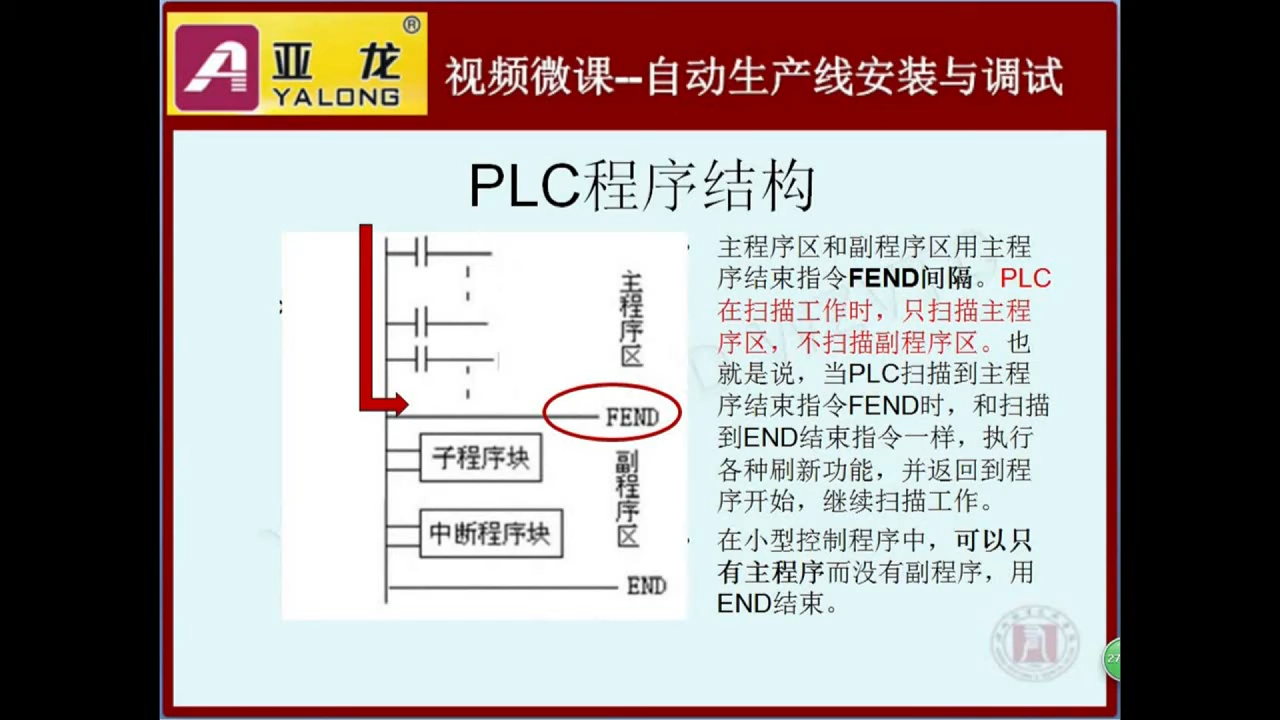 亚龙®
YALONG
视频微课--自动生产线安装与调试
PLC程序结构
主程序区
FEND
子程序块
副程序区
中断程序块
END
主程序区和副程序区用主程
序结束指令FEND间隔。PLC
在扫描工作时，只扫描主程
序区，不扫描副程序区。也
就是说，当PLC扫描到主程
序结束指令FEND时，和扫描
到END结束指令一样，执行
各种刷新功能，并返回到程
序开始，继续扫描工作。
在小型控制程序中，可以只
有主程序而没有副程序，用
END结束。
27